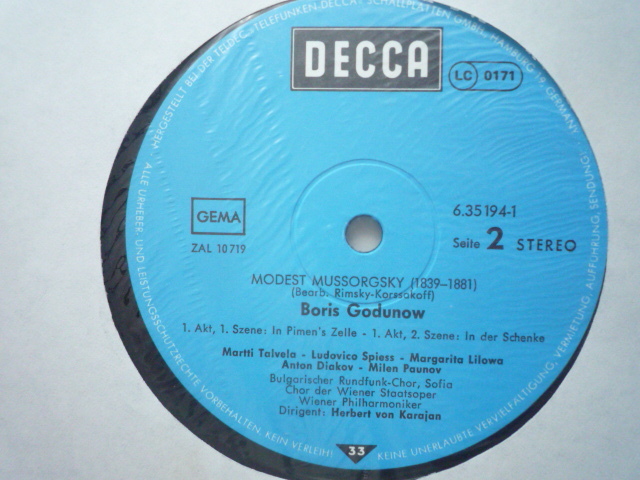 HERGESTELLT BEI DER TELDEC »TELEFUNKEN-DECCA« SCHALLPLATTEN GMBH, HAMBURG 19, GERMANY
DECCA
LC 0171
GEMA
6.35194-1
ZAL 10719
Seite 2 STEREO
MODEST MUSSORGSKY (1839–1881)
(Bearb. Rimsky-Korssakoff)
Boris Godunow
1. Akt, 1. Szene: In Pimen's Zelle - 1. Akt, 2. Szene: In der Schenke
Martti Talvela - Ludovico Spiess - Margarita Lilowa
Anton Diakov - Milen Paunov
Bulgarischer Rundfunk-Chor, Sofia
Chor der Wiener Staatsoper
Wiener Philharmoniker
Dirigent: Herbert von Karajan
33
ALLE URHEBER- UND LEISTUNGSSCHUTZRECHTE VORBEHALTEN. KEIN VERLEIH!
KEINE UNERLAUBTE VERVIELFÄLTIGUNG, VERMIETUNG, AUFFÜHRUNG, SENDUNG!